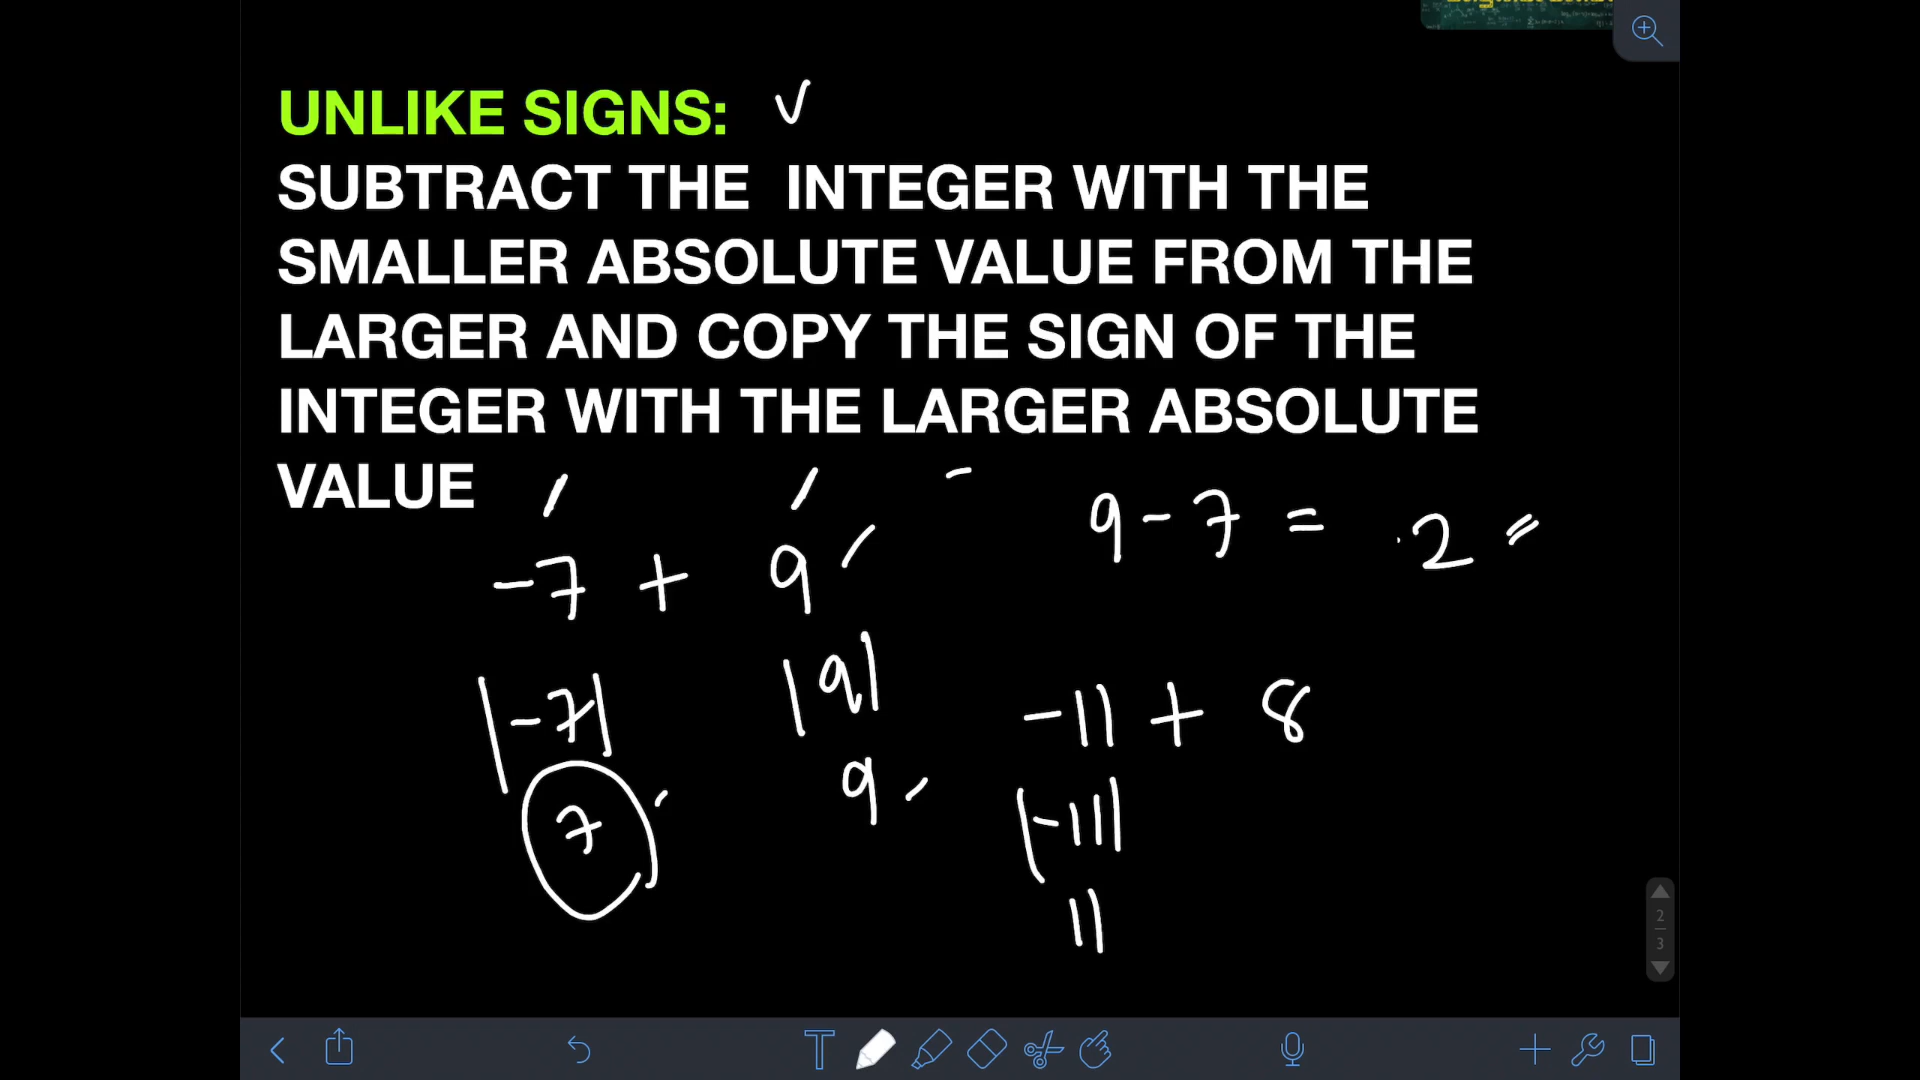 UNLIKE SIGNS: ✓
SUBTRACT THE INTEGER WITH THE
SMALLER ABSOLUTE VALUE FROM THE
LARGER AND COPY THE SIGN OF THE
INTEGER WITH THE LARGER ABSOLUTE
VALUE
9 - 7 = 2
-7 + 9
|-7| |9|
-11 + 8
7 9
|-11|
11
2
3
T